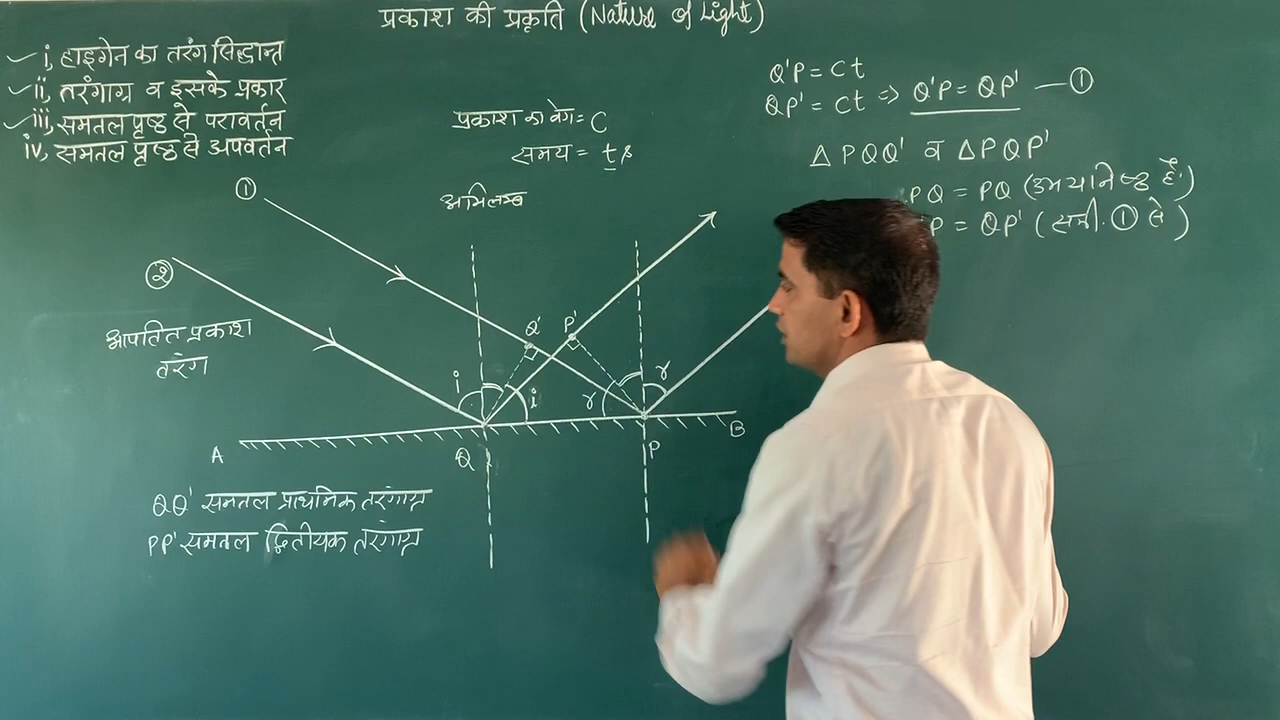 प्रकाश की प्रकृति (Nature of Light)
i, हाइगेन का तरंग सिद्धान्त
ii, तरंगाग्र व इसके प्रकार
iii, समतल पृष्ठ से परावर्तन
iv, समतल पृष्ठ से अपवर्तन
प्रकाश का वेग = C
समय = t s
Q'P = Ct
QP' = Ct ⇒ Q'P = QP' — ①
Δ PQQ' व Δ PQP'
PQ = PQ (उभयनिष्ठ है।)
'P = QP' (समी. ① से)
①
②
अभिलम्ब
आपतित प्रकाश
तरंग
Q'
P'
i
i
r
r
A
Q
P
B
QQ' समतल प्राथमिक तरंगाग्र
PP' समतल द्वितीयक तरंगाग्र